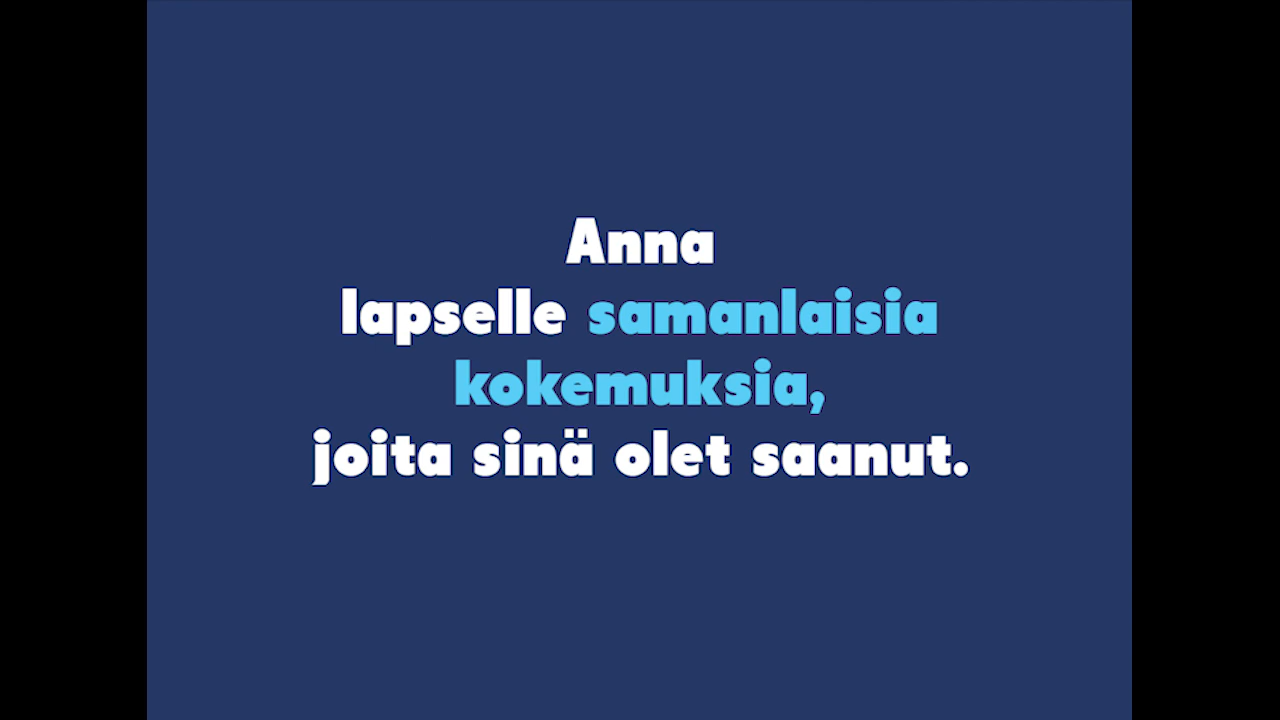 Anna
lapselle samanlaisia
kokemuksia,
joita sinä olet saanut.